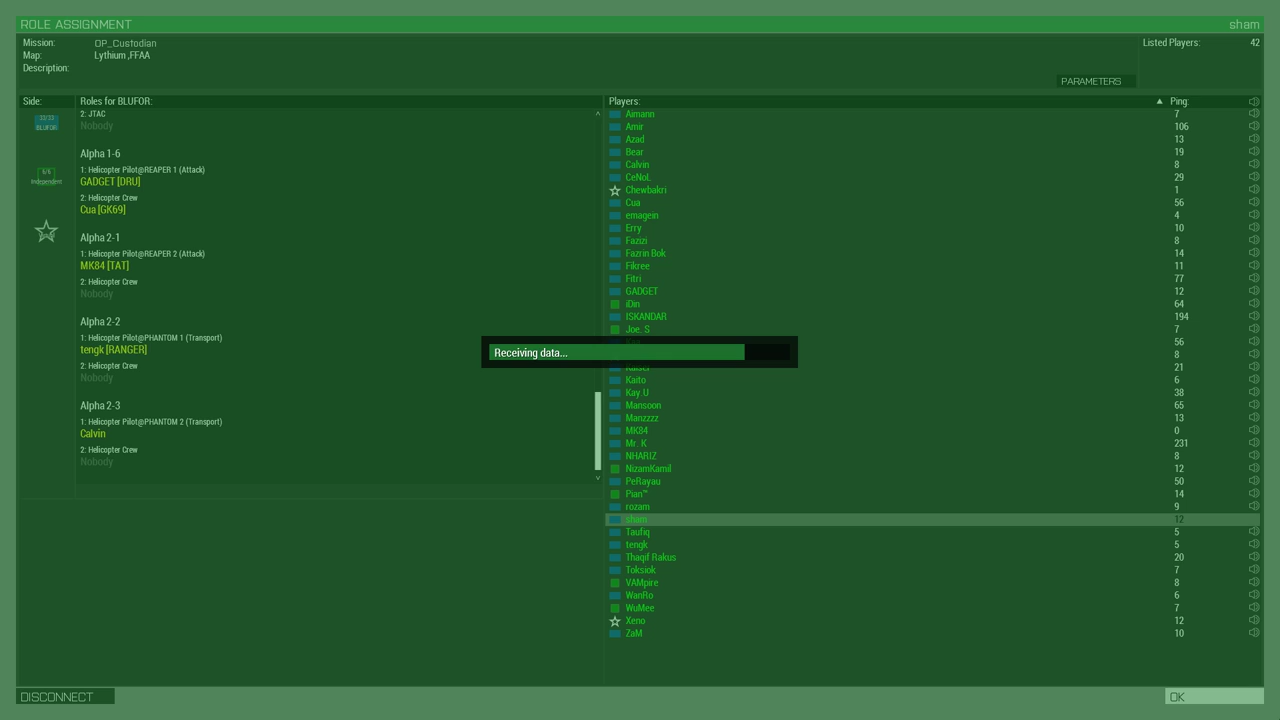 ROLE ASSIGNMENT
sham
Mission: OP_Custodian
Map: Lythium ,FFAA
Description:
Listed Players: 42
PARAMETERS
Side:
33/33
BLUFOR
6/6
Independent
Roles for BLUFOR:
2: JTAC
Nobody
Alpha 1-6
1: Helicopter Pilot@REAPER 1 (Attack)
GADGET [DRU]
2: Helicopter Crew
Cua [GK69]
Alpha 2-1
1: Helicopter Pilot@REAPER 2 (Attack)
MK84 [TAT]
2: Helicopter Crew
Nobody
Alpha 2-2
1: Helicopter Pilot@PHANTOM 1 (Transport)
tengk [RANGER]
2: Helicopter Crew
Nobody
Alpha 2-3
1: Helicopter Pilot@PHANTOM 2 (Transport)
Calvin
2: Helicopter Crew
Nobody
Players: Ping:
Aimann 7
Amir 106
Azad 13
Bear 19
Calvin 8
CeNoL 29
Chewbakri 1
Cua 56
emagein 4
Erry 10
Fazizi 8
Fazrin Bok 14
Fikree 11
Fitri 77
GADGET 12
iDin 64
ISKANDAR 194
Joe. S 7
56
8
Kaiser 21
Kaito 6
Kay.U 38
Mansoon 65
Manzzzz 13
MK84 0
Mr. K 231
NHARIZ 8
NizamKamil 12
PeRayau 50
Pian™ 14
rozam 9
sham 12
Taufiq 5
tengk 5
Thaqif Rakus 20
Toksiok 7
VAMpire 8
WanRo 6
WuMee 7
Xeno 12
ZaM 10
Receiving data...
DISCONNECT
OK